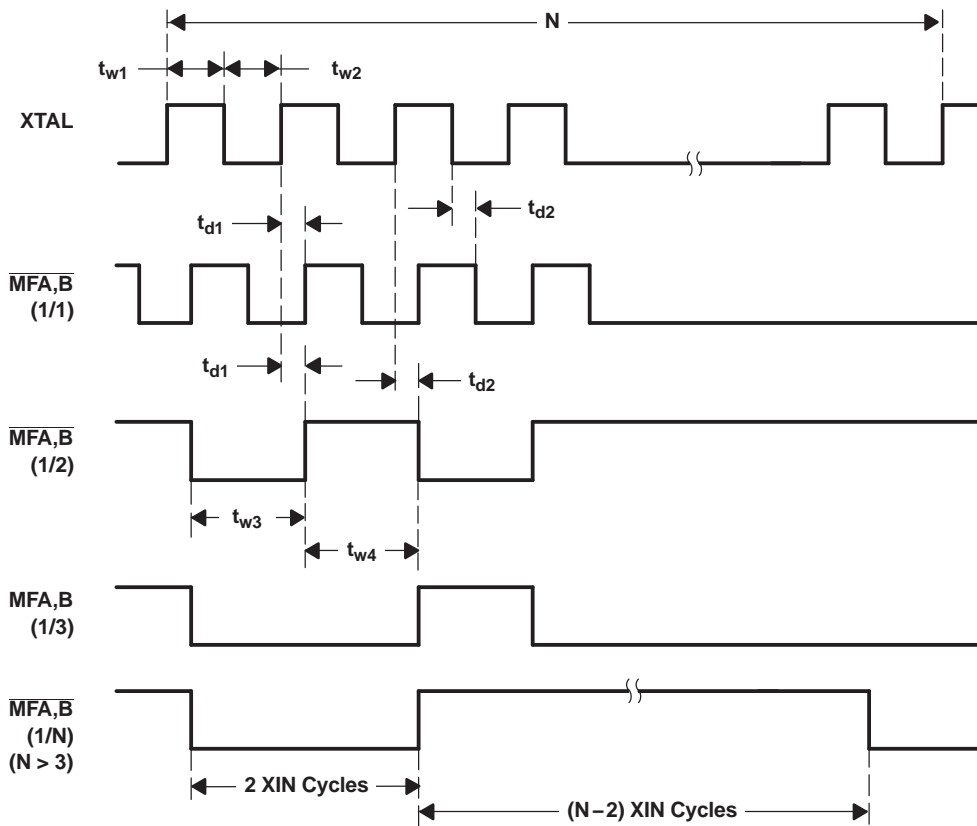 N
tw1
tw2
XTAL
td1
td2
MFA,B
(1/1)
td1
td2
MFA,B
(1/2)
tw3
tw4
MFA,B
(1/3)
MFA,B
(1/N)
(N > 3)
2 XIN Cycles
(N–2) XIN Cycles